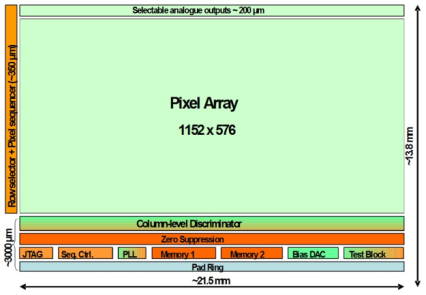 Selectable analogue outputs ~ 200 µm
Row selector + Pixel sequencer (~350 µm)
Pixel Array
1152 x 576
~13.8 mm
Column-level Discriminator
Zero Suppression
~3000 µm
JTAG Seq. Ctrl. PLL Memory 1 Memory 2 Bias DAC Test Block
Pad Ring
~21.5 mm